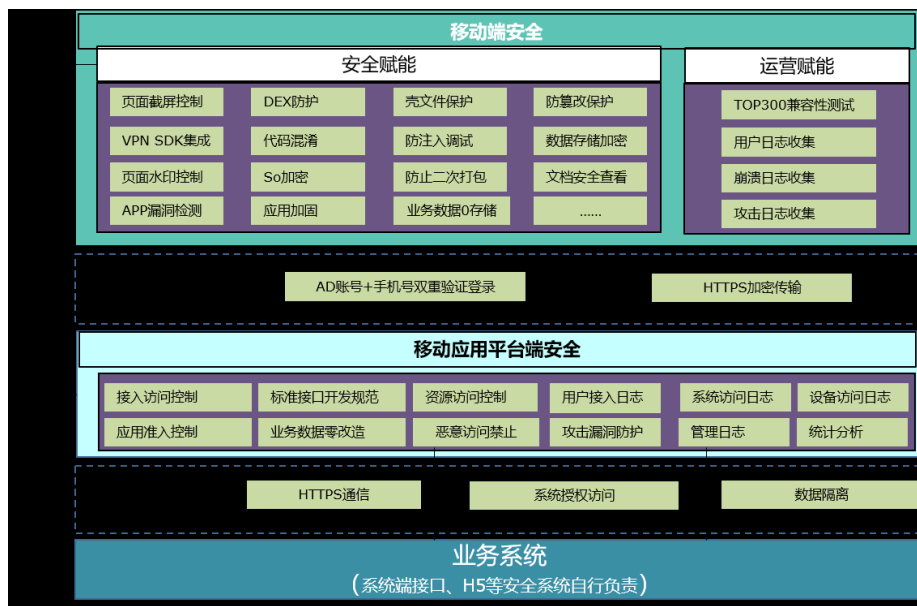 移动端安全
安全赋能
运营赋能
页面截屏控制
DEX防护
壳文件保护
防篡改保护
VPN SDK集成
代码混淆
防注入调试
数据存储加密
页面水印控制
So加密
防止二次打包
文档安全查看
APP漏洞检测
应用加固
业务数据0存储
......
TOP300兼容性测试
用户日志收集
崩溃日志收集
攻击日志收集
AD账号+手机号双重验证登录
HTTPS加密传输
移动应用平台端安全
接入访问控制
标准接口开发规范
资源访问控制
用户接入日志
系统访问日志
设备访问日志
应用准入控制
业务数据零改造
恶意访问禁止
攻击漏洞防护
管理日志
统计分析
HTTPS通信
系统授权访问
数据隔离
业务系统
(系统端接口、H5等安全系统自行负责)